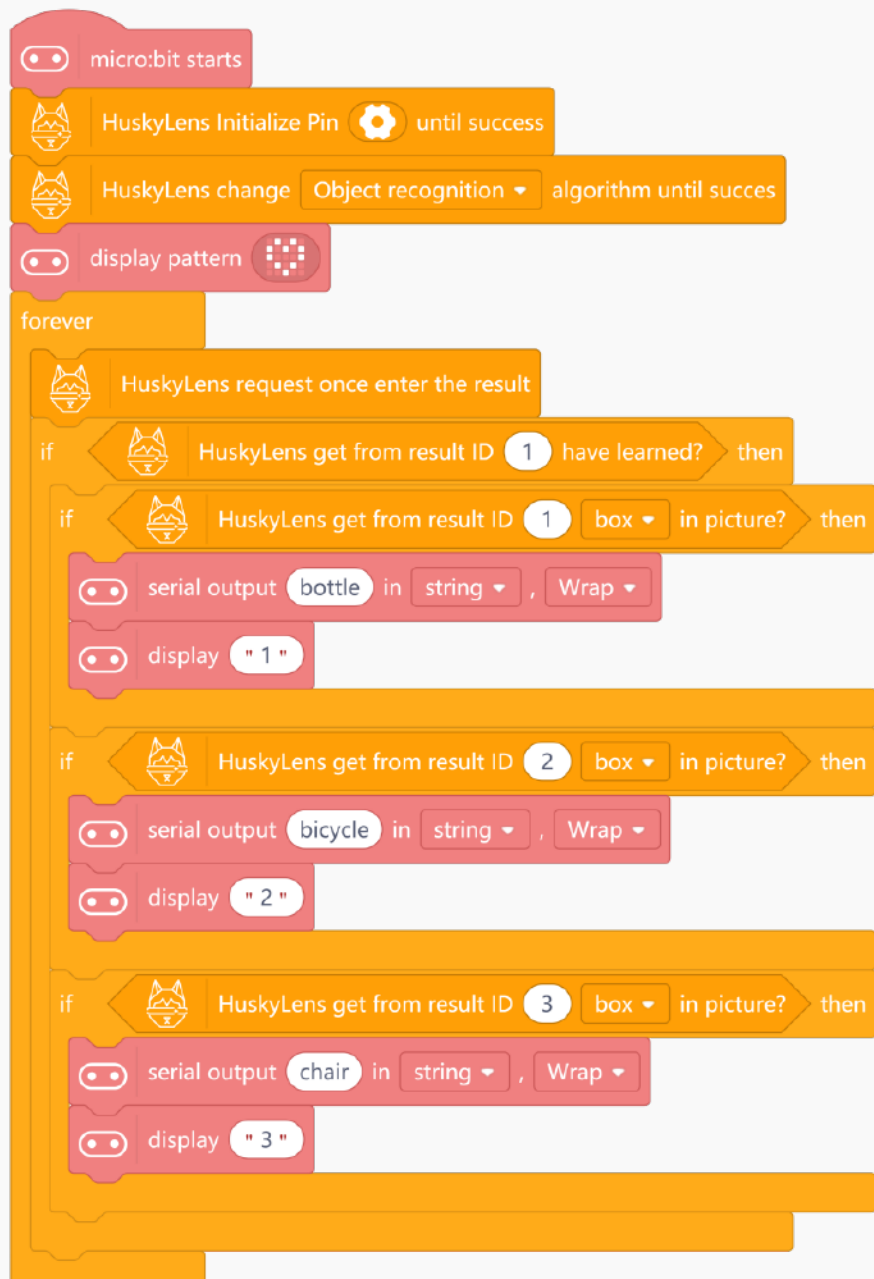 micro:bit starts
HuskyLens Initialize Pin until success
HuskyLens change Object recognition algorithm until succes
display pattern
forever
HuskyLens request once enter the result
if HuskyLens get from result ID 1 have learned? then
if HuskyLens get from result ID 1 box in picture? then
serial output bottle in string , Wrap
display " 1 "
if HuskyLens get from result ID 2 box in picture? then
serial output bicycle in string , Wrap
display " 2 "
if HuskyLens get from result ID 3 box in picture? then
serial output chair in string , Wrap
display " 3 "